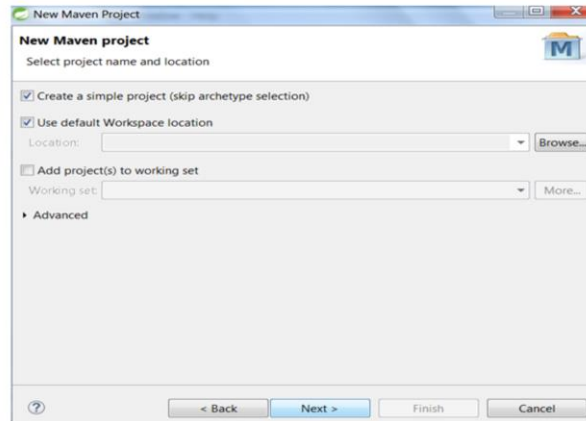 New Maven Project
New Maven project
Select project name and location
M
Create a simple project (skip archetype selection)
Use default Workspace location
Location:
Browse...
Add project(s) to working set
Working set:
More...
Advanced
?
< Back
Next >
Finish
Cancel